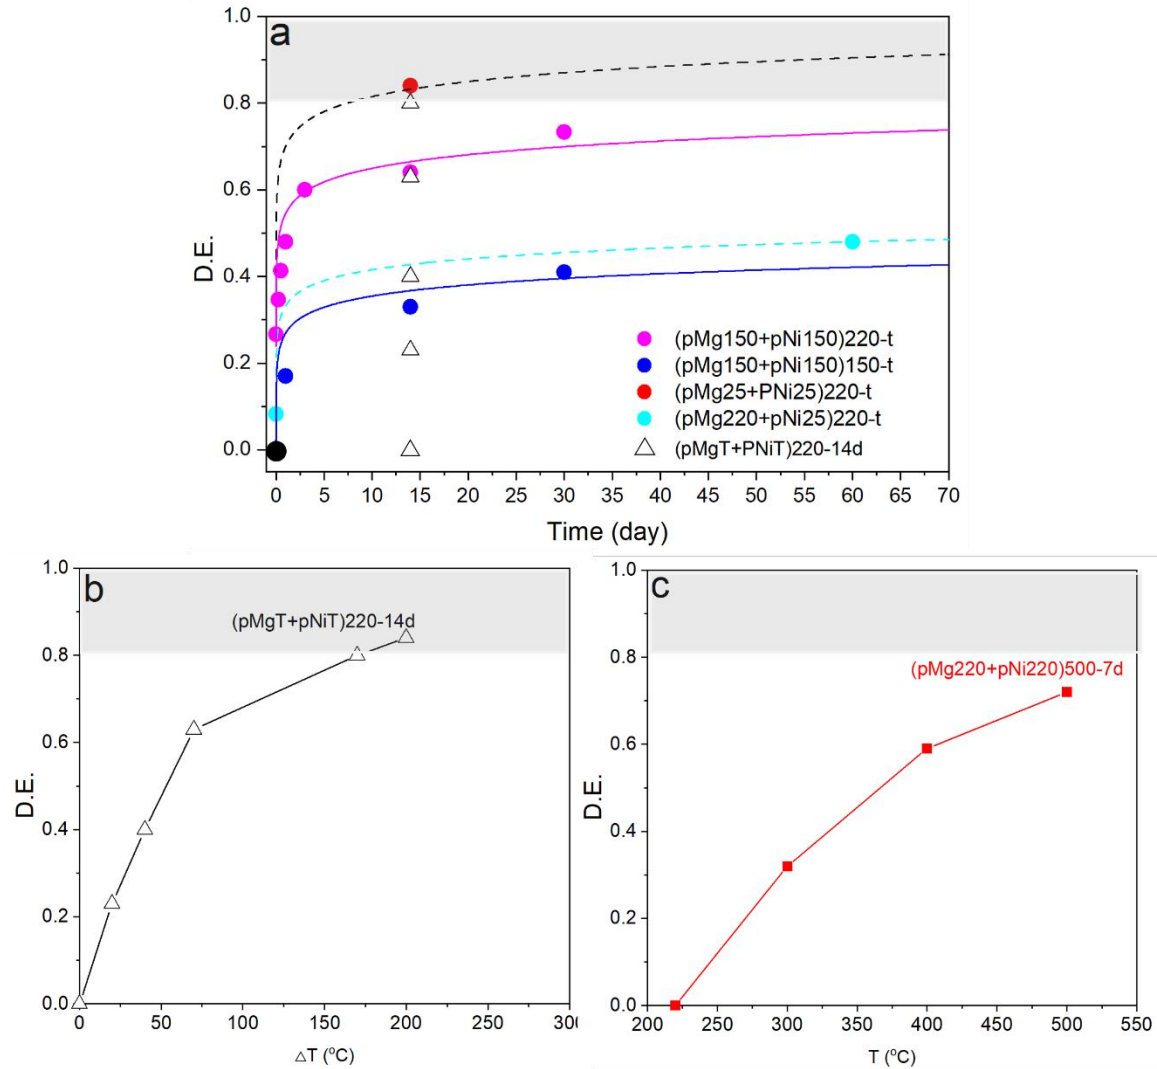 a
1.0
0.8
0.6
0.4
0.2
0.0
D.E.
(pMg150+pNi150)220-t
(pMg150+pNi150)150-t
(pMg25+PNi25)220-t
(pMg220+pNi25)220-t
(pMgT+PNiT)220-14d
0 5 10 15 20 25 30 35 40 45 50 55 60 65 70
Time (day)
b
(pMgT+pNiT)220-14d
1.0
0.8
0.6
0.4
0.2
0.0
D.E.
0 50 100 150 200 250 30
△T (°C)
c
(pMg220+pNi220)500-7d
1.0
0.8
0.6
0.4
0.2
0.0
D.E.
200 250 300 350 400 450 500 550
T (°C)